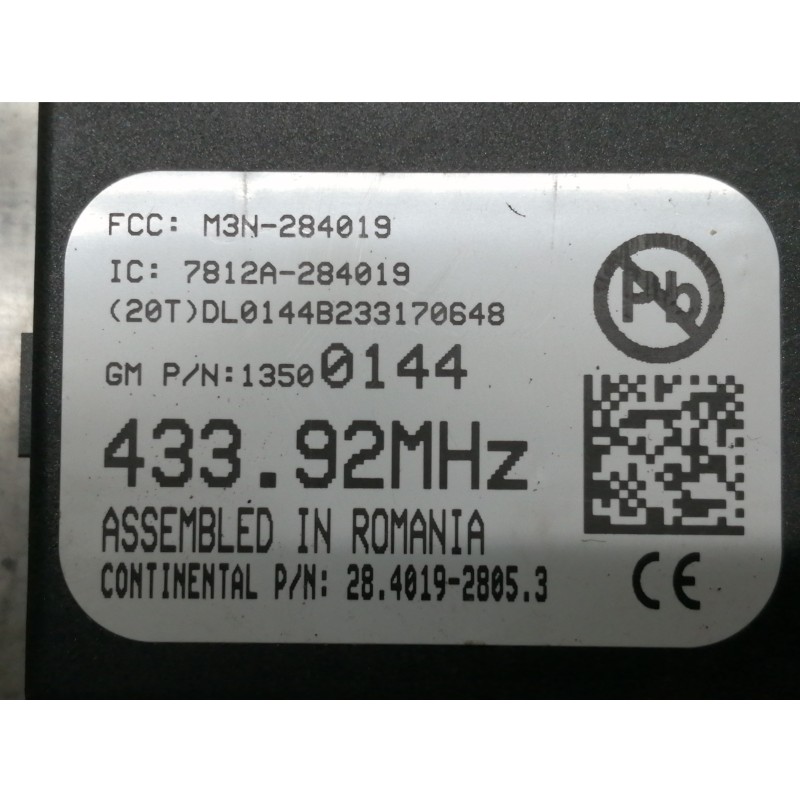 FCC: M3N-284019
IC: 7812A-284019
(20T)DL0144B233170648
GM P/N:13500144
433.92MHz
ASSEMBLED IN ROMANIA
CONTINENTAL P/N: 28.4019-2805.3
Pb
CE